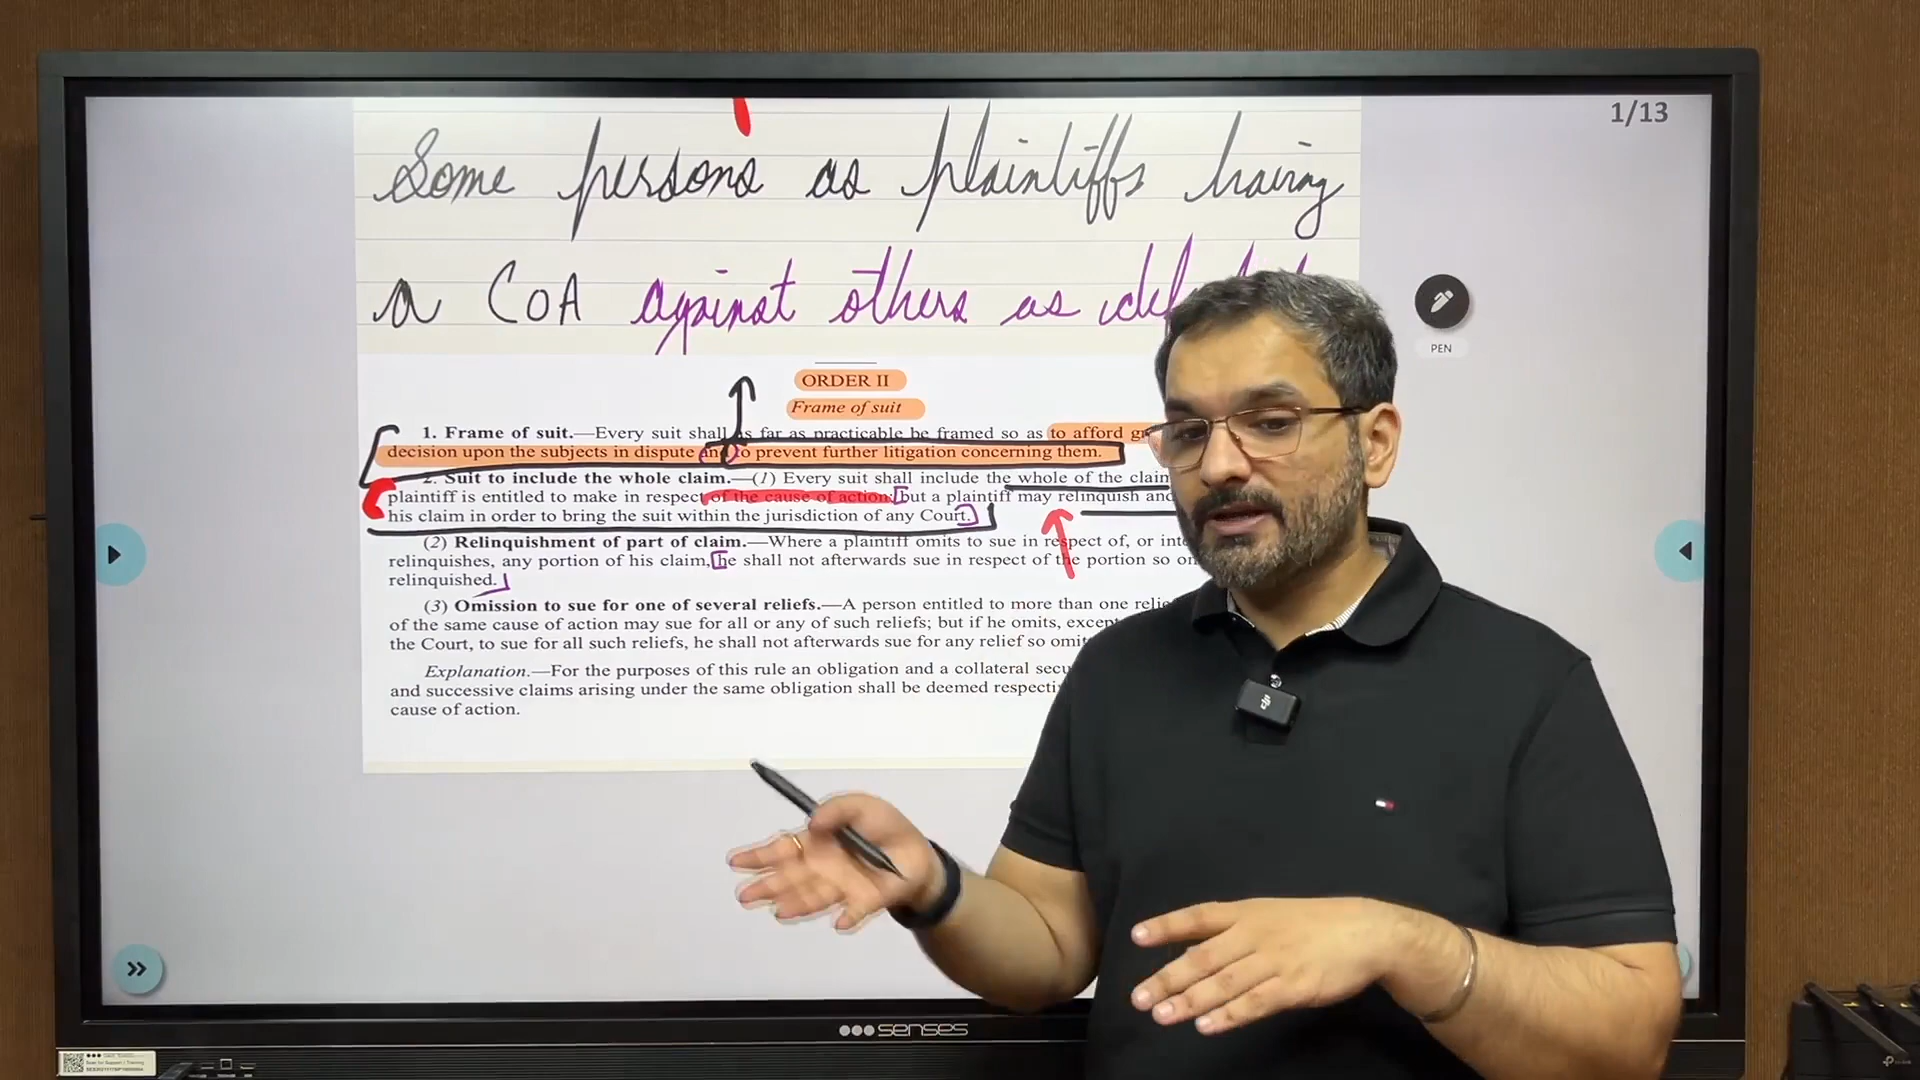 1/13
Some persons as plaintiffs having
a COA against others as
PEN
ORDER II
Frame of suit
1. Frame of suit.—Every suit shall as far as practicable be framed so as to afford
decision upon the subjects in dispute and to prevent further litigation concerning them.
2. Suit to include the whole claim.—(1) Every suit shall include the whole of the claim
plaintiff is entitled to make in respect of the cause of action; but a plaintiff may relinquish
his claim in order to bring the suit within the jurisdiction of any Court.
(2) Relinquishment of part of claim.—Where a plaintiff omits to sue in respect of, or
relinquishes, any portion of his claim, he shall not afterwards sue in respect of the portion so
relinquished.
(3) Omission to sue for one of several reliefs.—A person entitled to more than one
of the same cause of action may sue for all or any of such reliefs; but if he omits,
the Court, to sue for all such reliefs, he shall not afterwards sue for any relief so
Explanation.—For the purposes of this rule an obligation and a collateral
and successive claims arising under the same obligation shall be deemed
cause of action.
senses